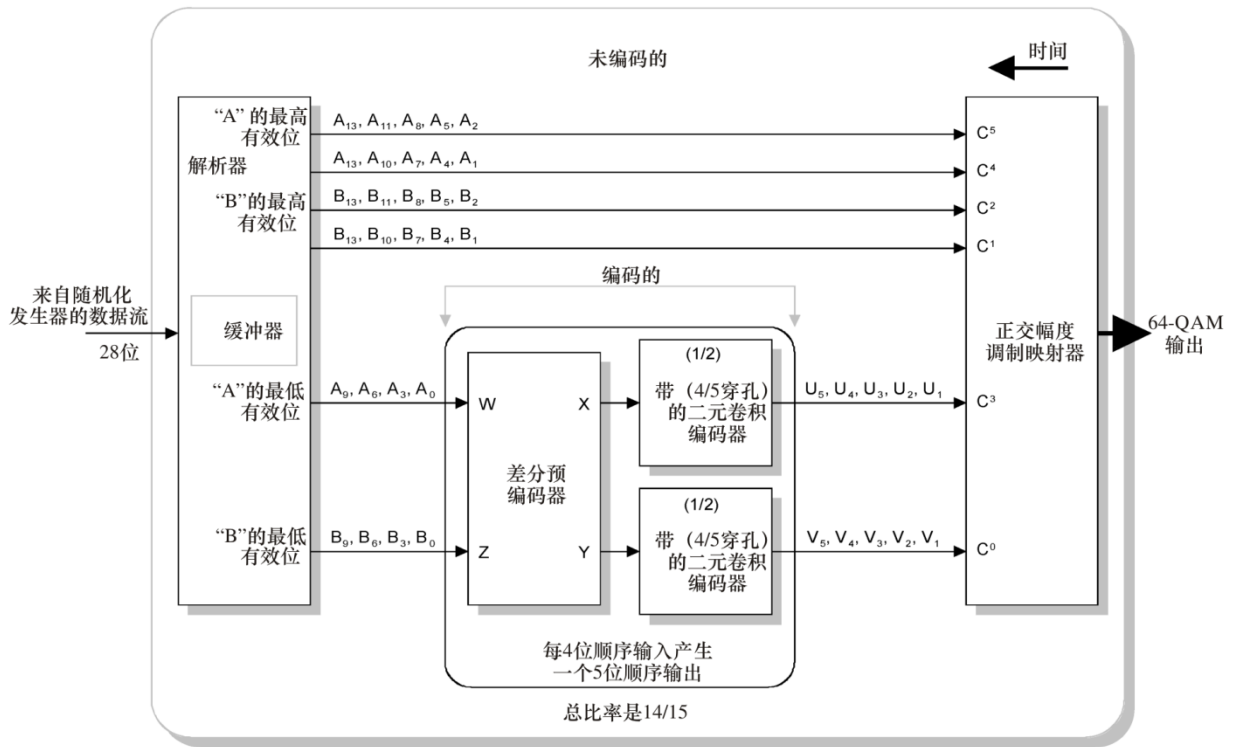 未编码的
时间
“A” 的最高
有效位
A₁₃, A₁₁, A₈, A₅, A₂
C⁵
解析器
A₁₃, A₁₀, A₇, A₄, A₁
C⁴
“B”的最高
有效位
B₁₃, B₁₁, B₈, B₅, B₂
C²
B₁₃, B₁₀, B₇, B₄, B₁
C¹
编码的
来自随机化
发生器的数据流
28位
缓冲器
“A”的最低
有效位
A₉, A₆, A₃, A₀
W
X
差分预
编码器
(1/2)
带（4/5穿孔）
的二元卷积
编码器
U₅, U₄, U₃, U₂, U₁
C³
正交幅度
调制映射器
64-QAM
输出
“B”的最低
有效位
B₉, B₆, B₃, B₀
Z
Y
(1/2)
带（4/5穿孔）
的二元卷积
编码器
V₅, V₄, V₃, V₂, V₁
C⁰
每4位顺序输入产生
一个5位顺序输出
总比率是14/15